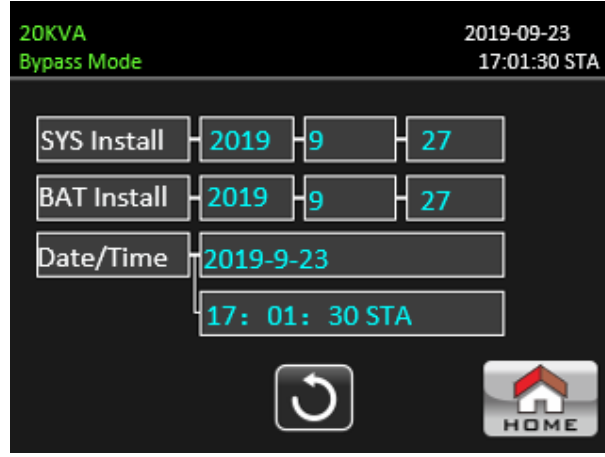 20KVA 2019-09-23
Bypass Mode 17:01:30 STA
SYS Install 2019 9 27
BAT Install 2019 9 27
Date/Time 2019-9-23
17: 01: 30 STA
HOME